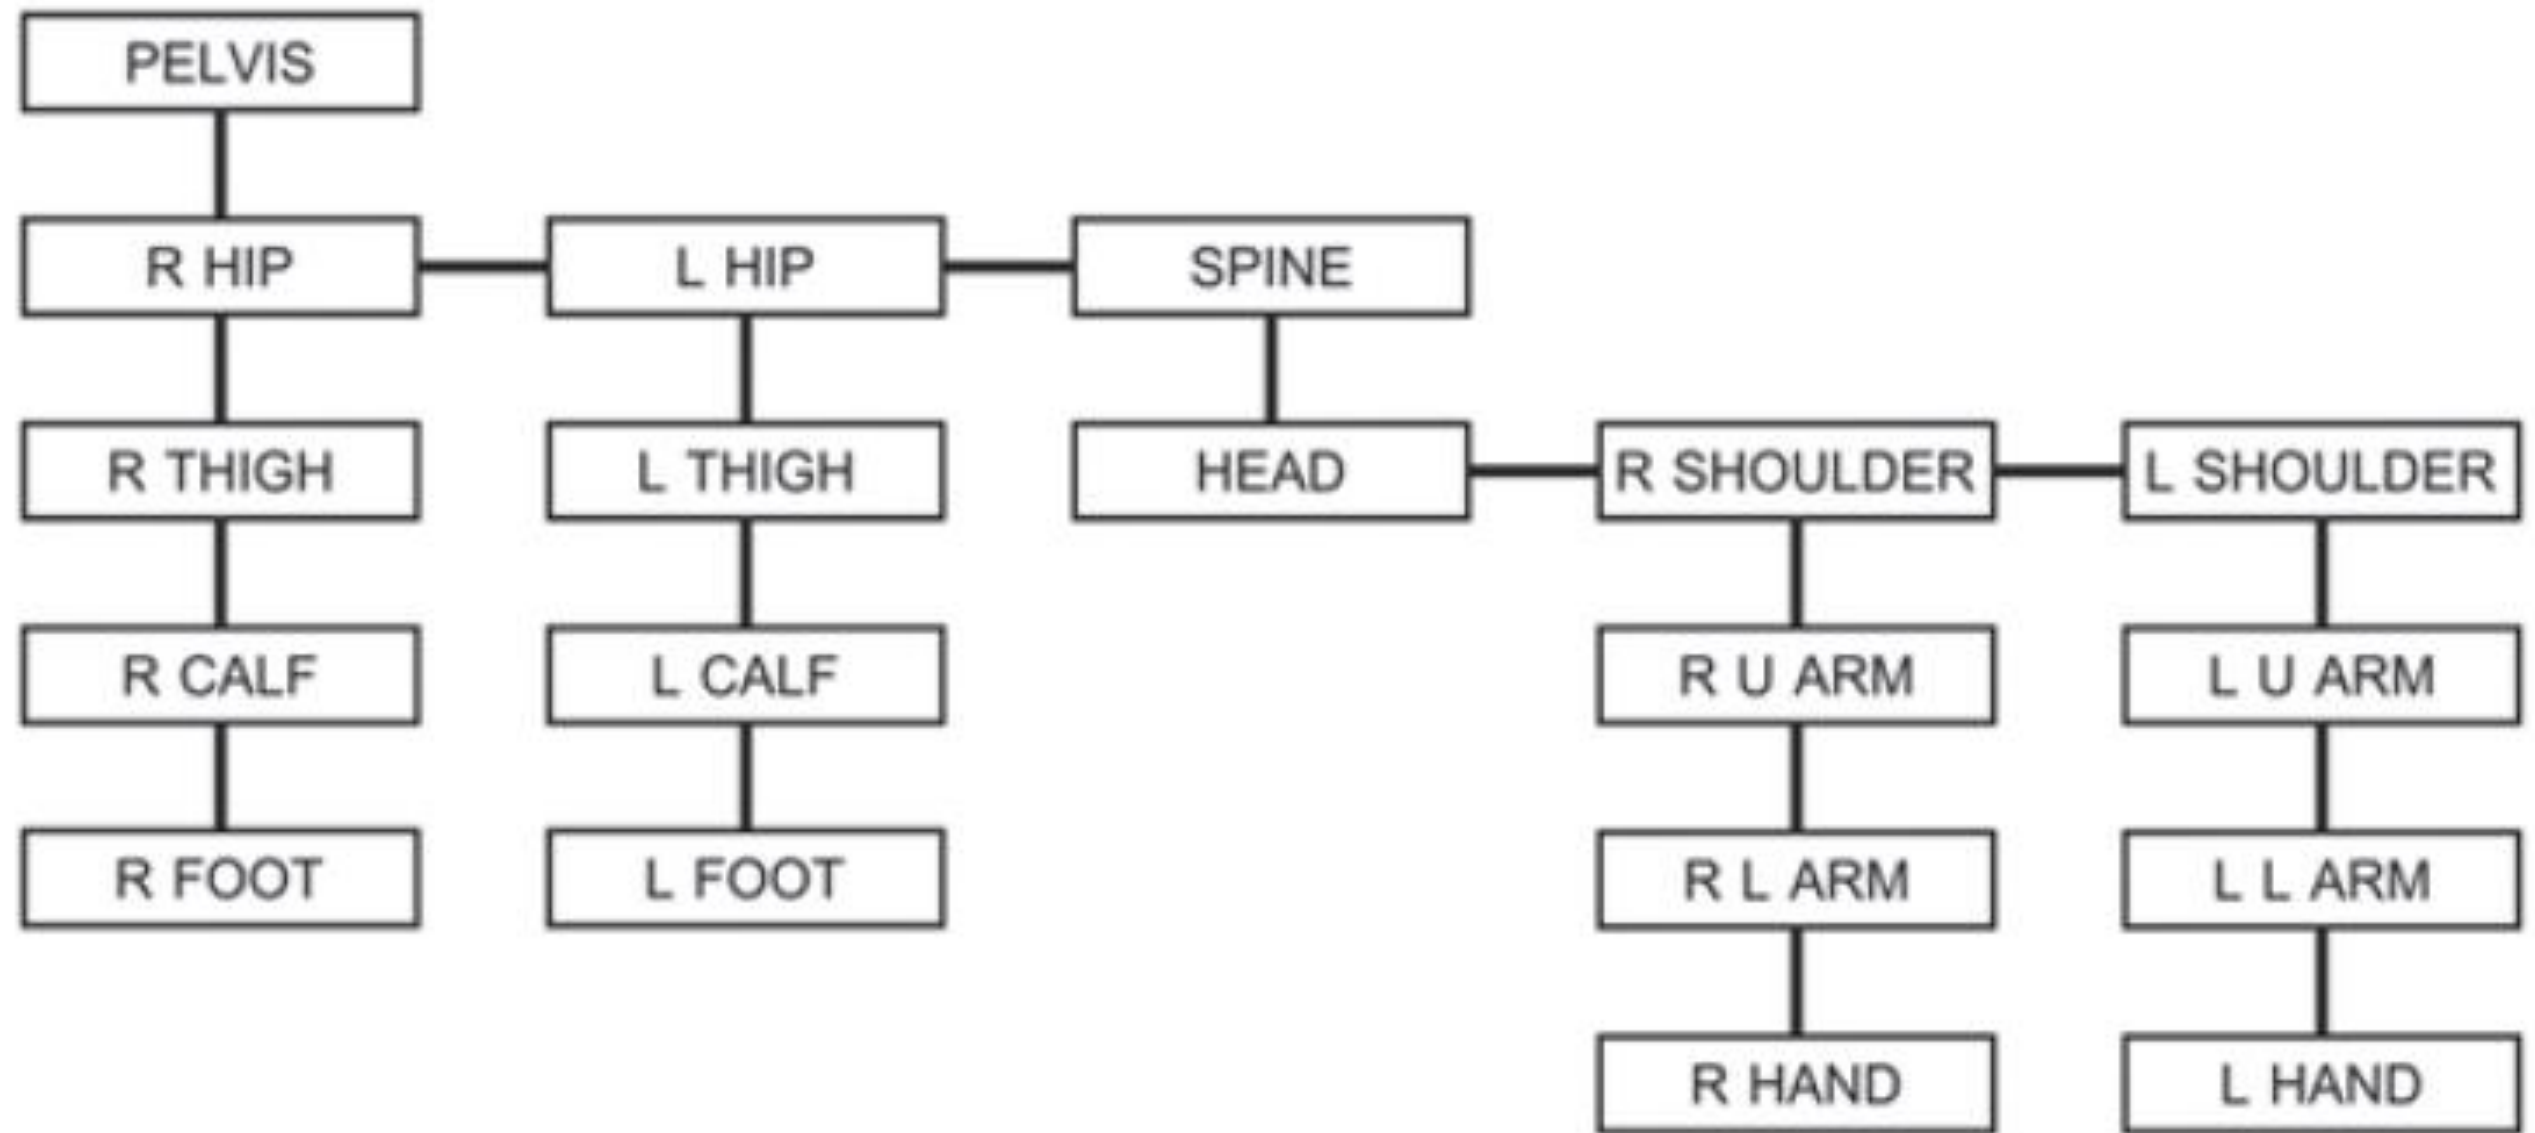 PELVIS
R HIP
L HIP
SPINE
R THIGH
L THIGH
HEAD
R SHOULDER
L SHOULDER
R CALF
L CALF
R U ARM
L U ARM
R FOOT
L FOOT
R L ARM
L L ARM
R HAND
L HAND